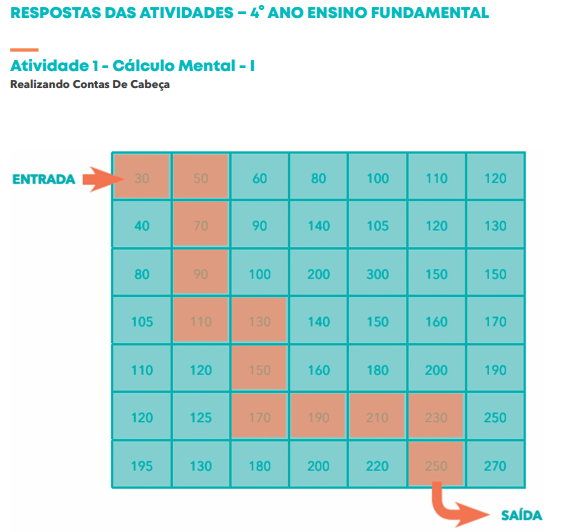 RESPOSTAS DAS ATIVIDADES – 4° ANO ENSINO FUNDAMENTAL
Atividade 1 - Cálculo Mental - I
Realizando Contas De Cabeça
ENTRADA 30 50 60 80 100 110 120
40 70 90 140 105 120 130
80 90 100 200 300 150 150
105 110 130 140 150 160 170
110 120 150 160 180 200 190
120 125 170 190 210 230 250
195 130 180 200 220 250 270
SAÍDA